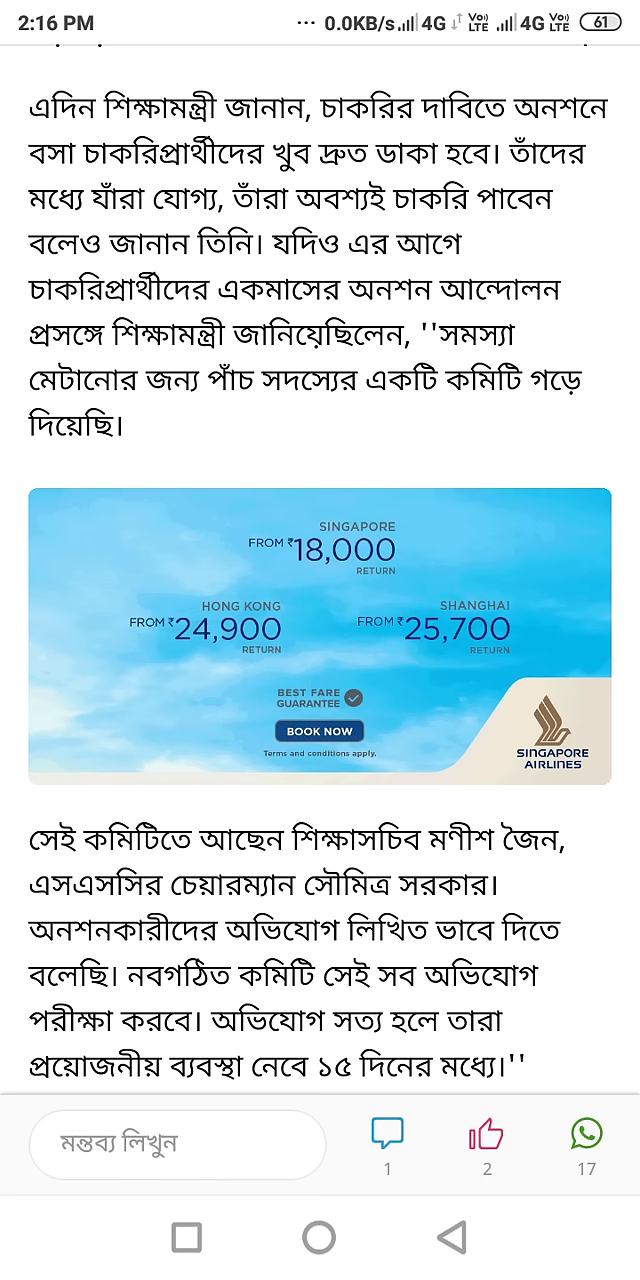 2:16 PM
... 0.0KB/s 4G Vo)) LTE 4G Vo)) LTE 61
এদিন শিক্ষামন্ত্রী জানান, চাকরির দাবিতে অনশনে
বসা চাকরিপ্রার্থীদের খুব দ্রুত ডাকা হবে। তাঁদের
মধ্যে যাঁরা যোগ্য, তাঁরা অবশ্যই চাকরি পাবেন
বলেও জানান তিনি। যদিও এর আগে
চাকরিপ্রার্থীদের একমাসের অনশন আন্দোলন
প্রসঙ্গে শিক্ষামন্ত্রী জানিয়েছিলেন, ''সমস্যা
মেটানোর জন্য পাঁচ সদস্যের একটি কমিটি গড়ে
দিয়েছি।
SINGAPORE
FROM ₹18,000
RETURN
HONG KONG
FROM ₹24,900
RETURN
SHANGHAI
FROM ₹25,700
RETURN
BEST FARE
GUARANTEE
BOOK NOW
Terms and conditions apply.
SINGAPORE
AIRLINES
সেই কমিটিতে আছেন শিক্ষাসচিব মণীশ জৈন,
এসএসসির চেয়ারম্যান সৌমিত্র সরকার।
অনশনকারীদের অভিযোগ লিখিত ভাবে দিতে
বলেছি। নবগঠিত কমিটি সেই সব অভিযোগ
পরীক্ষা করবে। অভিযোগ সত্য হলে তারা
প্রয়োজনীয় ব্যবস্থা নেবে ১৫ দিনের মধ্যে।''
মন্তব্য লিখুন
1
2
17